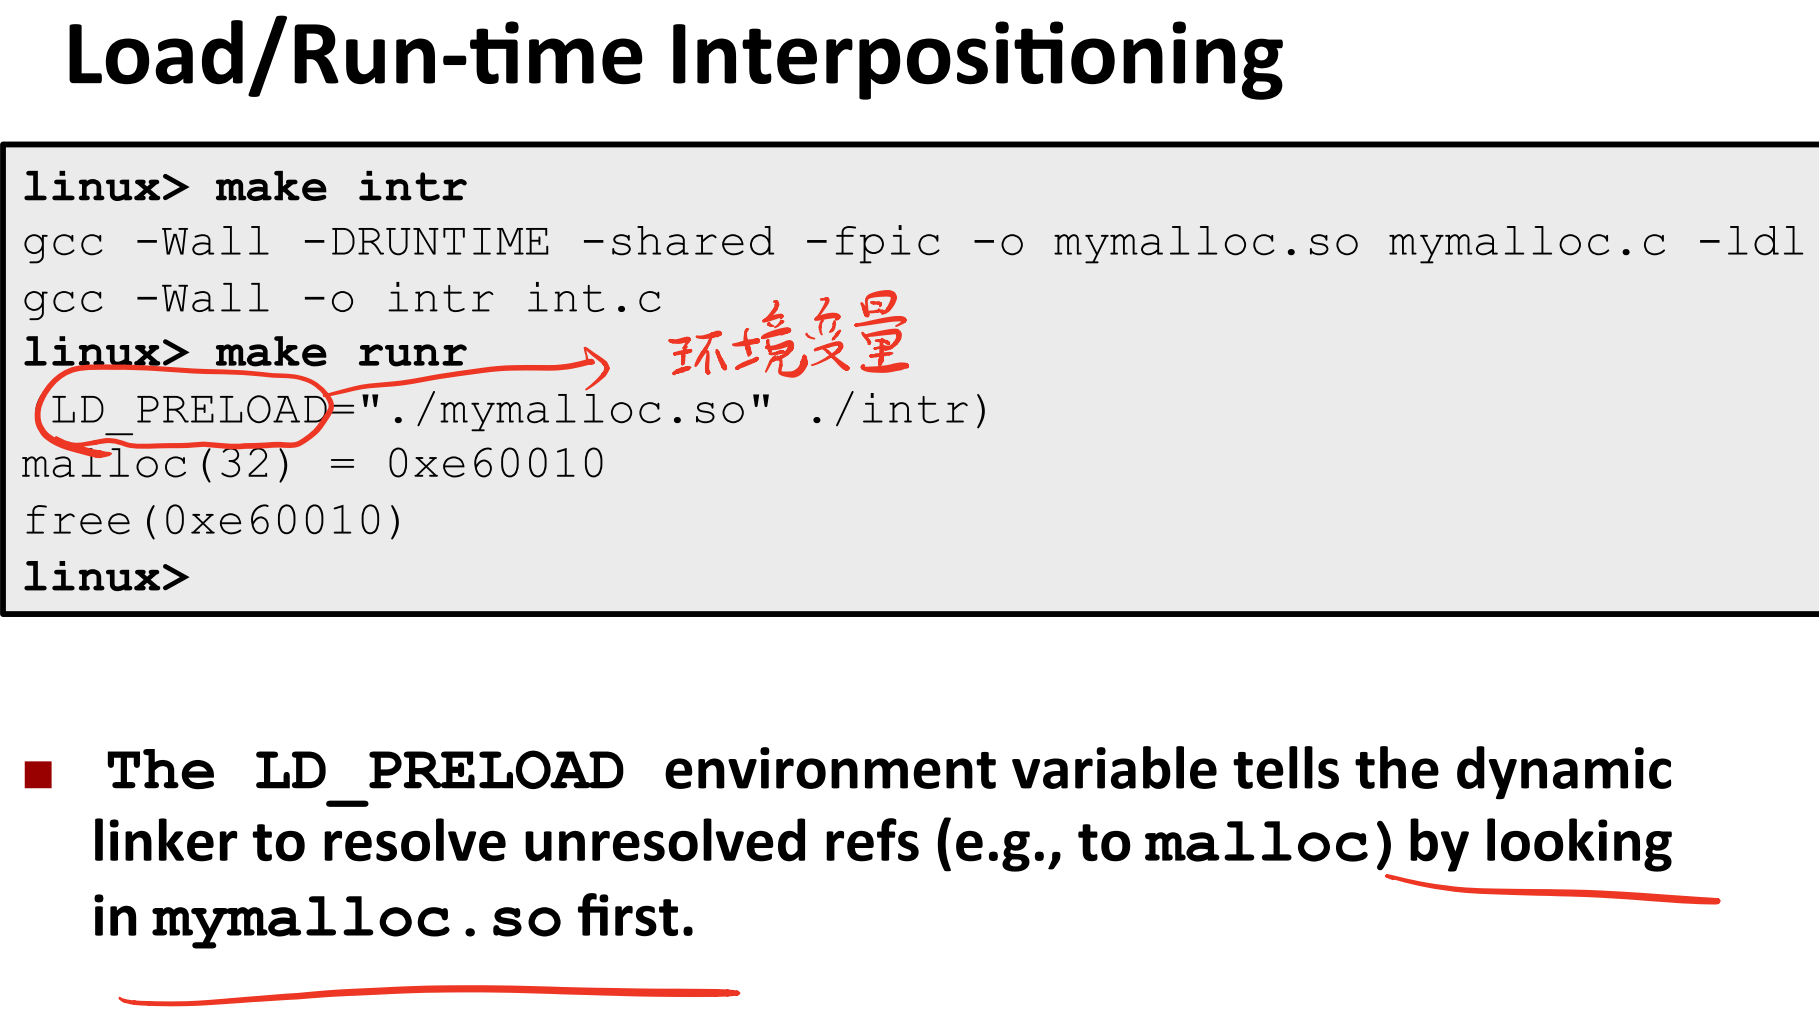 Load/Run-time Interpositioning
linux> make intr
gcc -Wall -DRUNTIME -shared -fpic -o mymalloc.so mymalloc.c -ldl
gcc -Wall -o intr int.c
环境变量
linux> make runr
LD_PRELOAD="./mymalloc.so" ./intr)
malloc(32) = 0xe60010
free(0xe60010)
linux>
The LD_PRELOAD environment variable tells the dynamic
linker to resolve unresolved refs (e.g., to malloc) by looking
in mymalloc.so first.